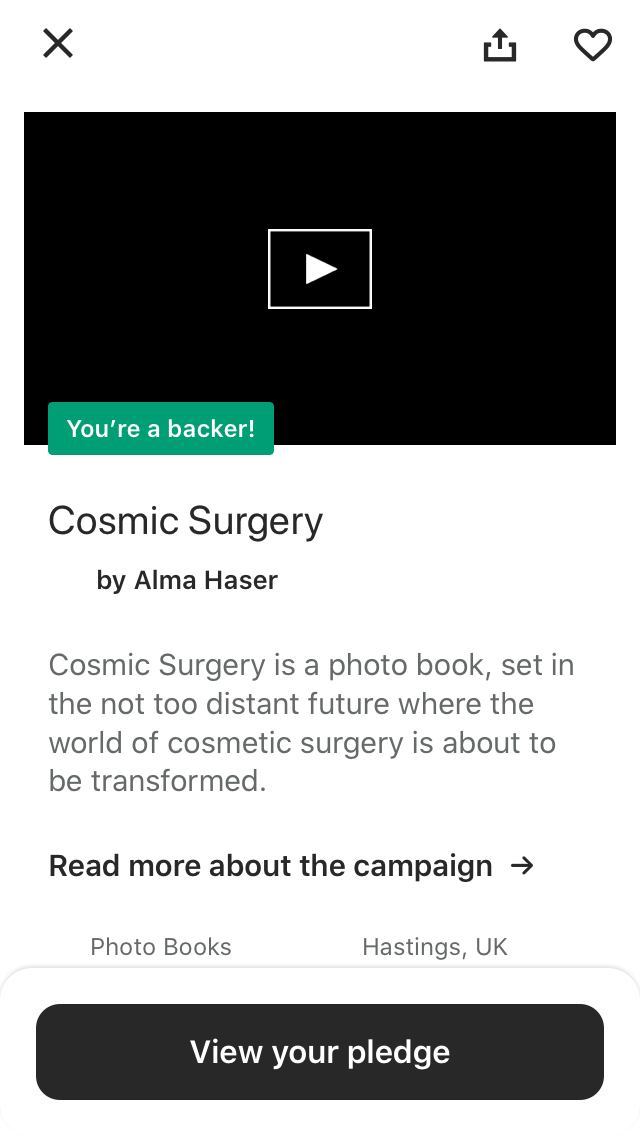 You’re a backer!
Cosmic Surgery
by Alma Haser
Cosmic Surgery is a photo book, set in
the not too distant future where the
world of cosmetic surgery is about to
be transformed.
Read more about the campaign →
Photo Books
Hastings, UK
View your pledge